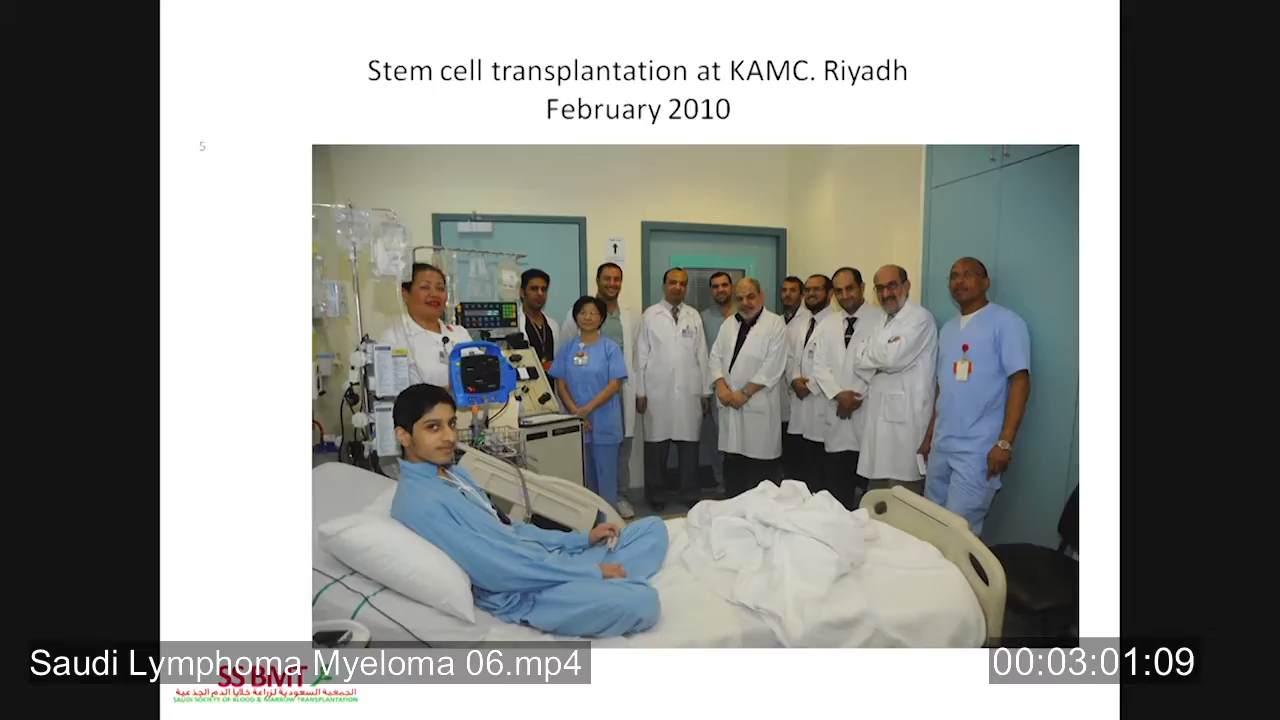 Stem cell transplantation at KAMC. Riyadh
February 2010
5
Saudi Lymphoma Myeloma 06.mp4
00:03:01:09
SS BMT
الجمعية السعودية لزراعة خلايا الدم الجذعية
SAUDI SOCIETY OF BLOOD & MARROW TRANSPLANTATION